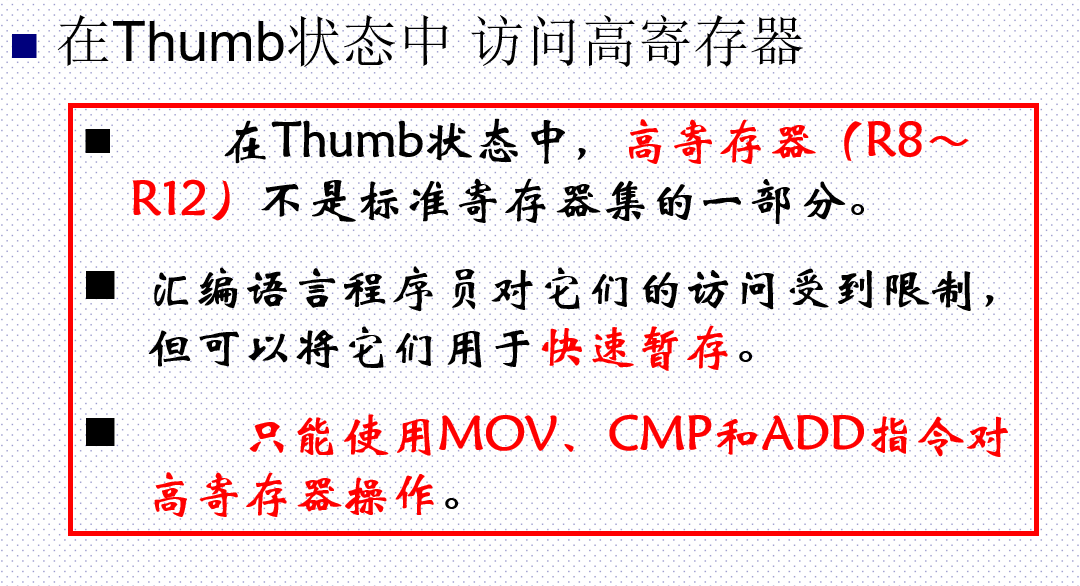 在Thumb状态中 访问高寄存器
在Thumb状态中，高寄存器（R8～
R12）不是标准寄存器集的一部分。
汇编语言程序员对它们的访问受到限制，
但可以将它们用于快速暂存。
只能使用MOV、CMP和ADD指令对
高寄存器操作。